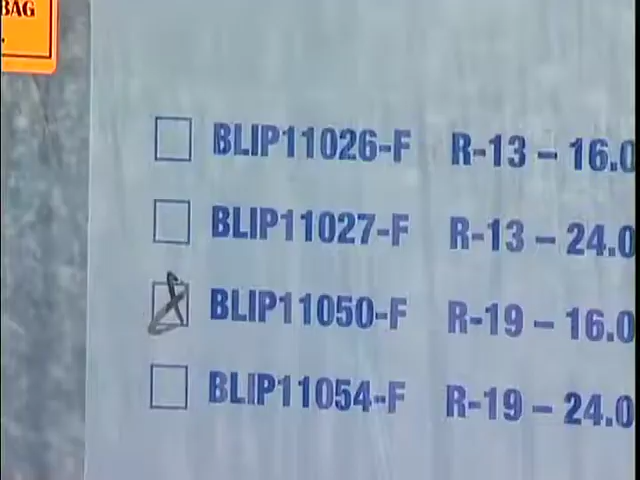 BAG
BLIP11026-F R-13 – 16.0
BLIP11027-F R-13 – 24.0
BLIP11050-F R-19 – 16.0
BLIP11054-F R-19 – 24.0